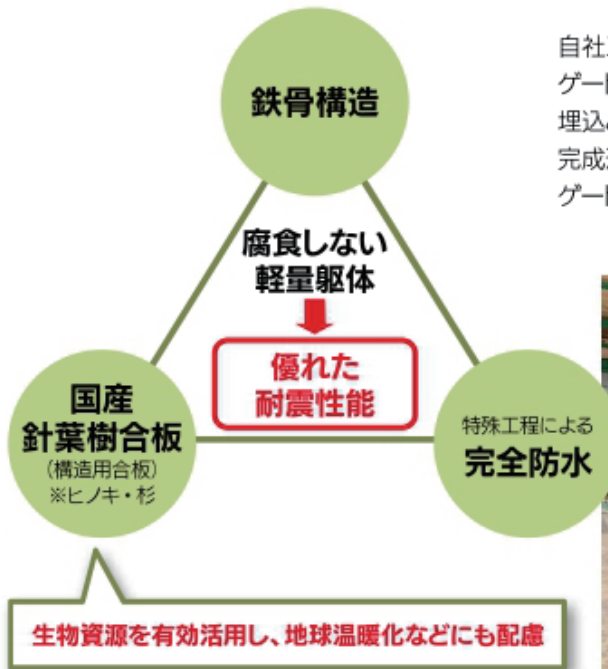 鉄骨構造
腐食しない
軽量躯体
優れた
耐震性能
国産
針葉樹合板
(構造用合板)
※ヒノキ・杉
特殊工程による
完全防水
生物資源を有効活用し、地球温暖化などにも配慮
自社
ゲー
埋込
完成
ゲー